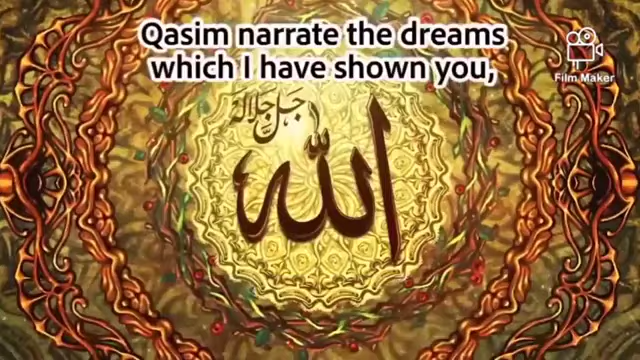 Qasim narrate the dreams
which I have shown you,
Film Maker
جل جلاله
الله